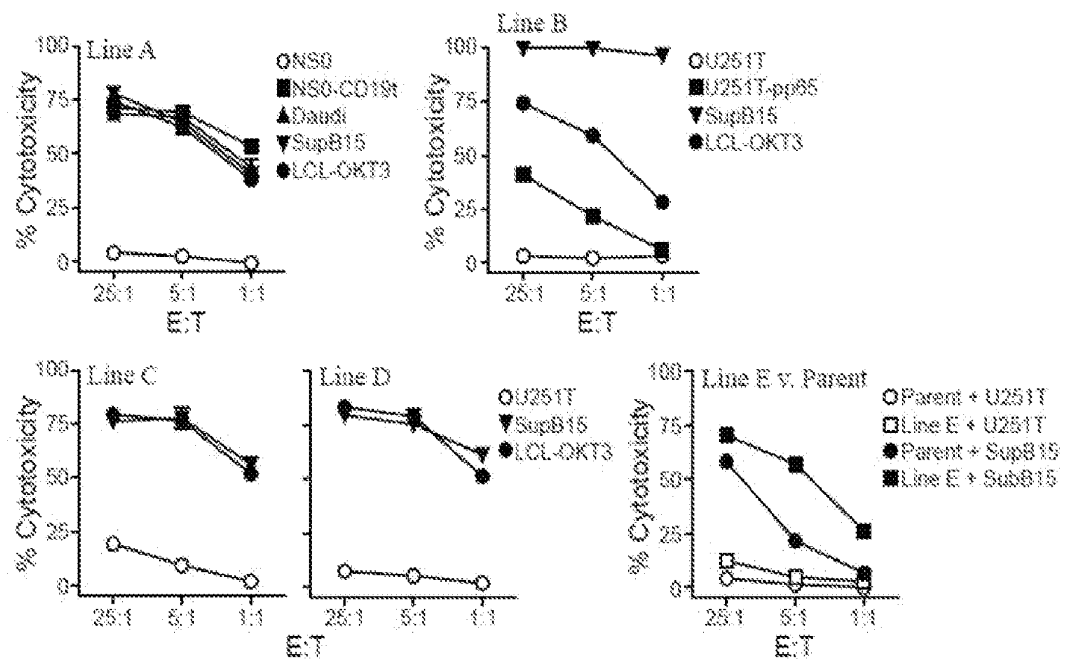 Line A
% Cytotoxicity
100
75
50
25
0
25:1 5:1 1:1
E:T
NS0
NS0-CD19t
Daudi
SupB15
LCL-OKT3
Line B
% Cytotoxicity
100
75
50
25
0
25:1 5:1 1:1
E:T
U251T
U251T-pp65
SupB15
LCL-OKT3
Line C
% Cytotoxicity
100
75
50
25
0
25:1 5:1 1:1
Line D
25:1 5:1 1:1
E:T
U251T
SupB15
LCL-OKT3
Line E v. Parent
% Cytotoxicity
100
75
50
25
0
25:1 5:1 1:1
E:T
Parent + U251T
Line E + U251T
Parent + SupB15
Line E + SubB15